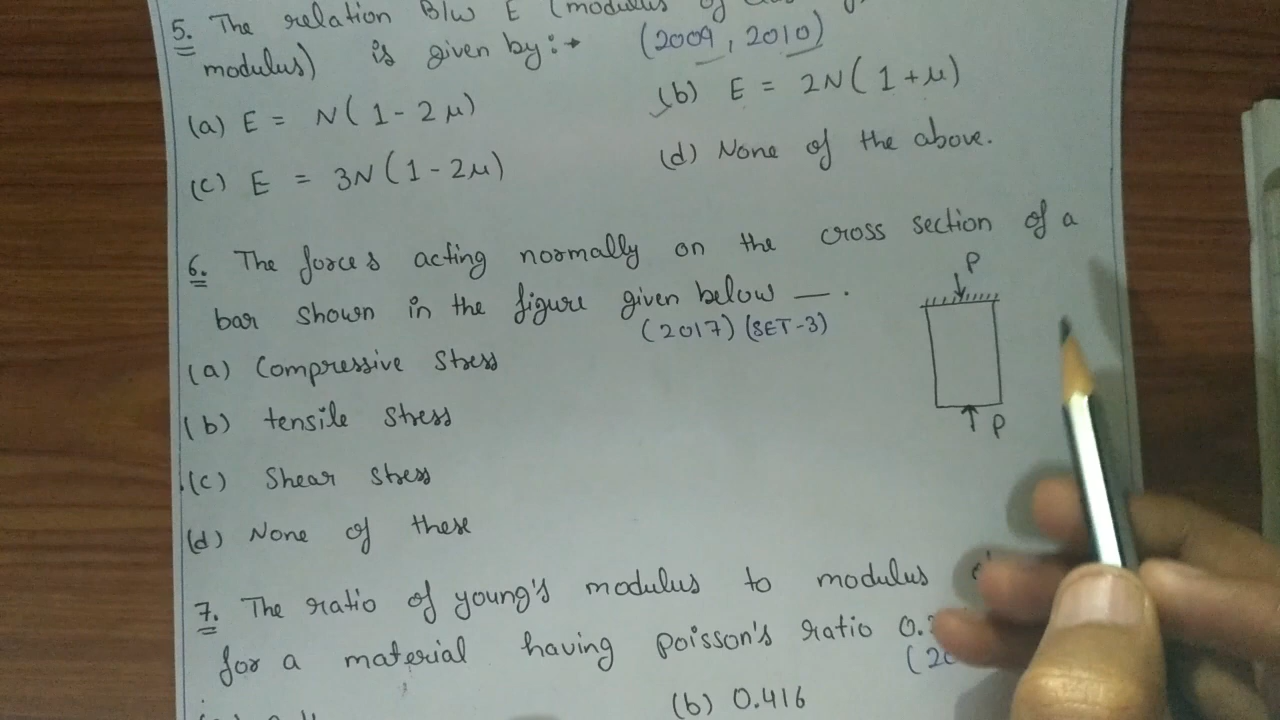 5. The relation B/w E (modulus of
modulus) is given by:→ (2009, 2010)
(a) E = N(1-2μ) (b) E = 2N(1+μ)
(c) E = 3N(1-2μ) (d) None of the above.
6. The forces acting normally on the cross section of a
bar shown in the figure given below —.
(2017) (SET-3)
P
(a) Compressive Stress
(b) tensile stress
P
(c) Shear stress
(d) None of these
7. The ratio of young's modulus to modulus
for a material having poisson's ratio 0.
(b) 0.416